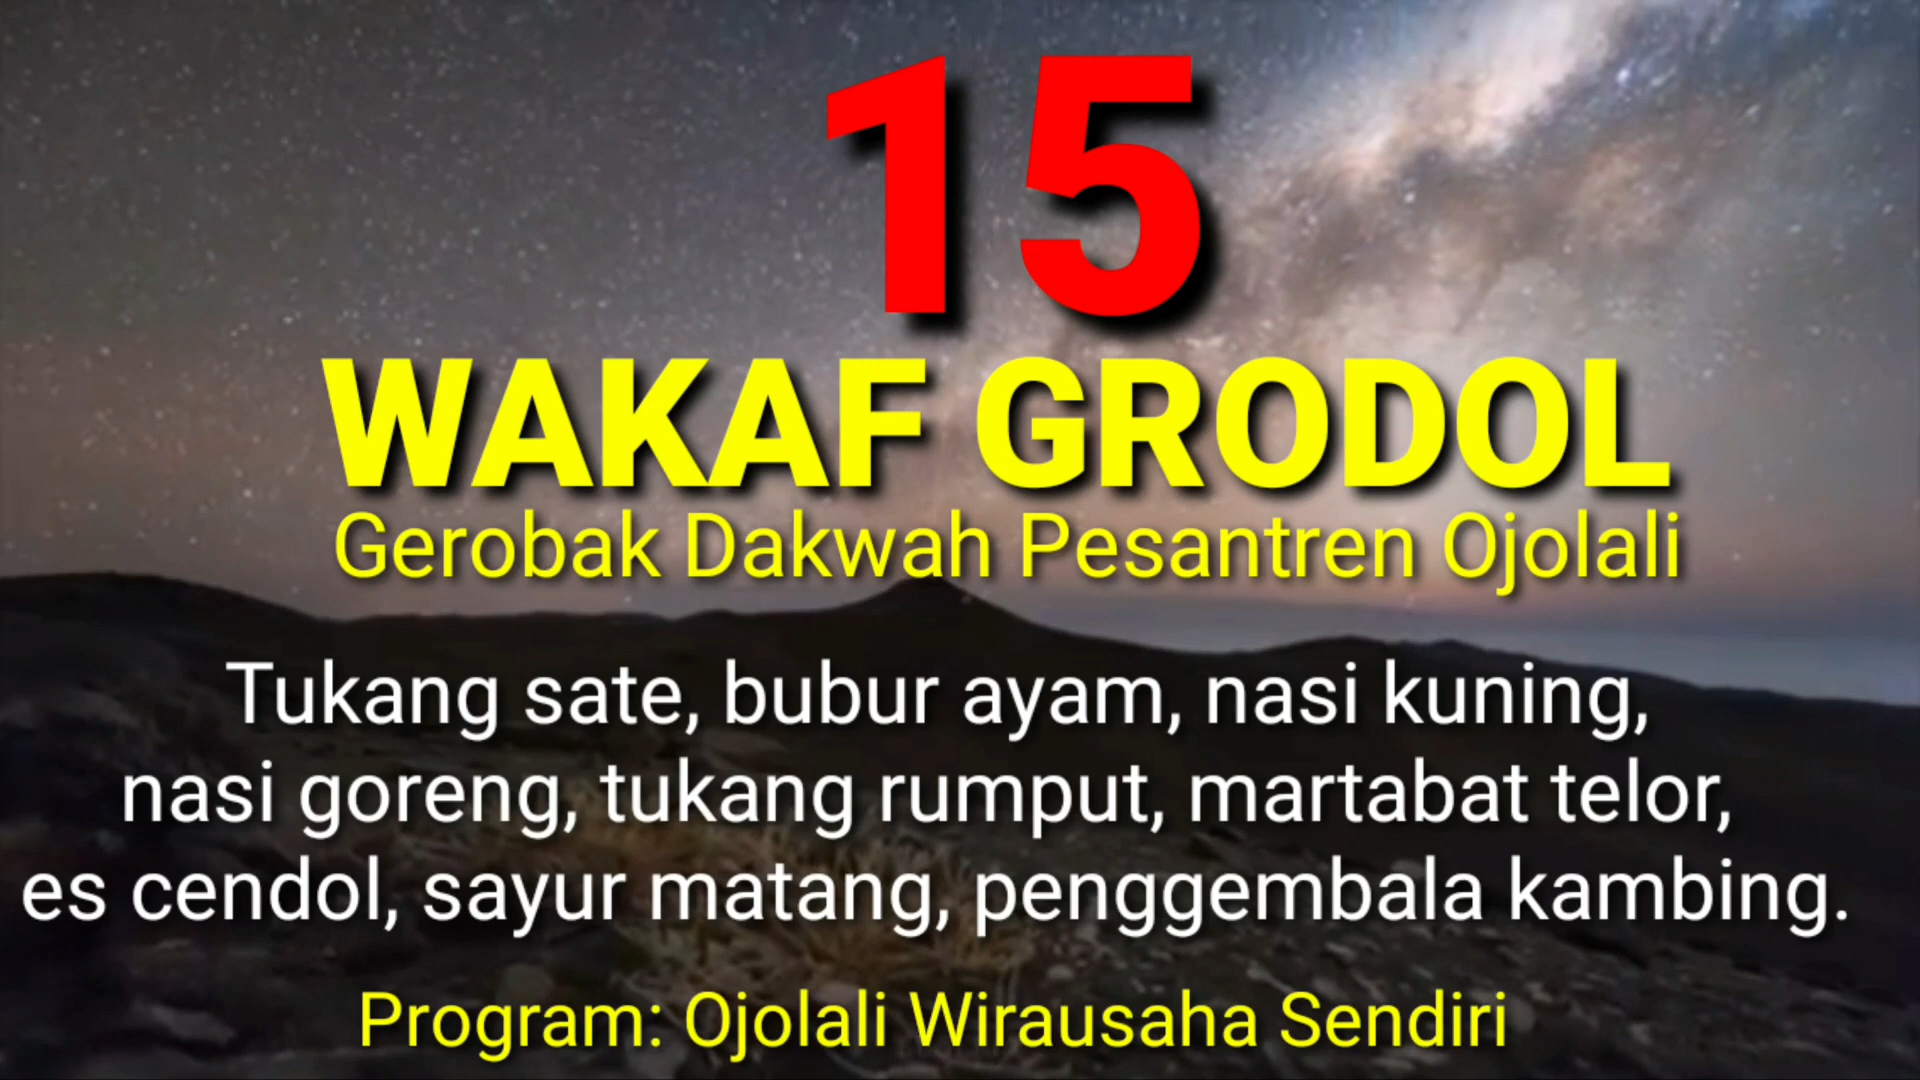 15
WAKAF GRODOL
Gerobak Dakwah Pesantren Ojolali
Tukang sate, bubur ayam, nasi kuning,
nasi goreng, tukang rumput, martabat telor,
es cendol, sayur matang, penggembala kambing.
Program: Ojolali Wirausaha Sendiri